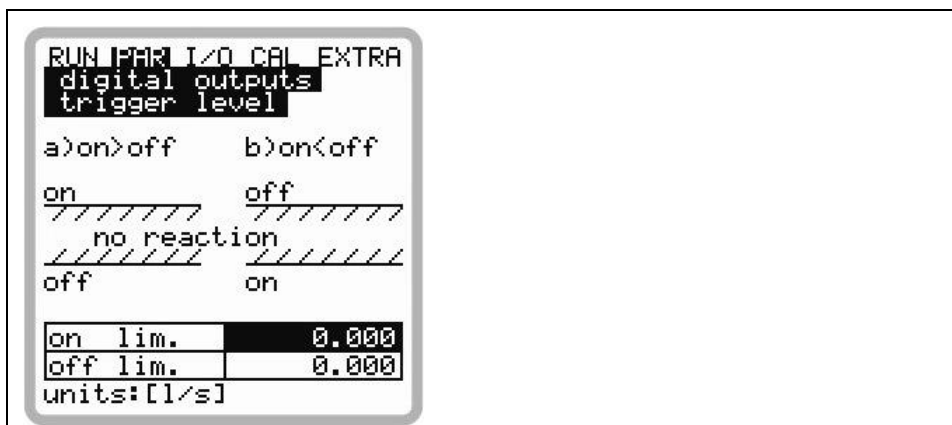 RUN PAR I/O CAL EXTRA
digital outputs
trigger level
a)on>off b)on<off
on off
no reaction
off on
on lim. 0.000
off lim. 0.000
units:[l/s]